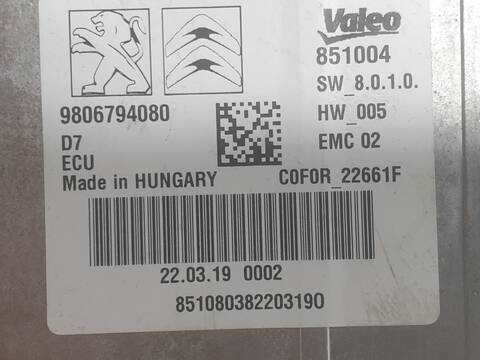 Valeo
851004
SW_8.0.1.0.
9806794080
HW_005
D7
EMC 02
ECU
Made in HUNGARY
COFOR_22661F
22.03.19 0002
851080382203190